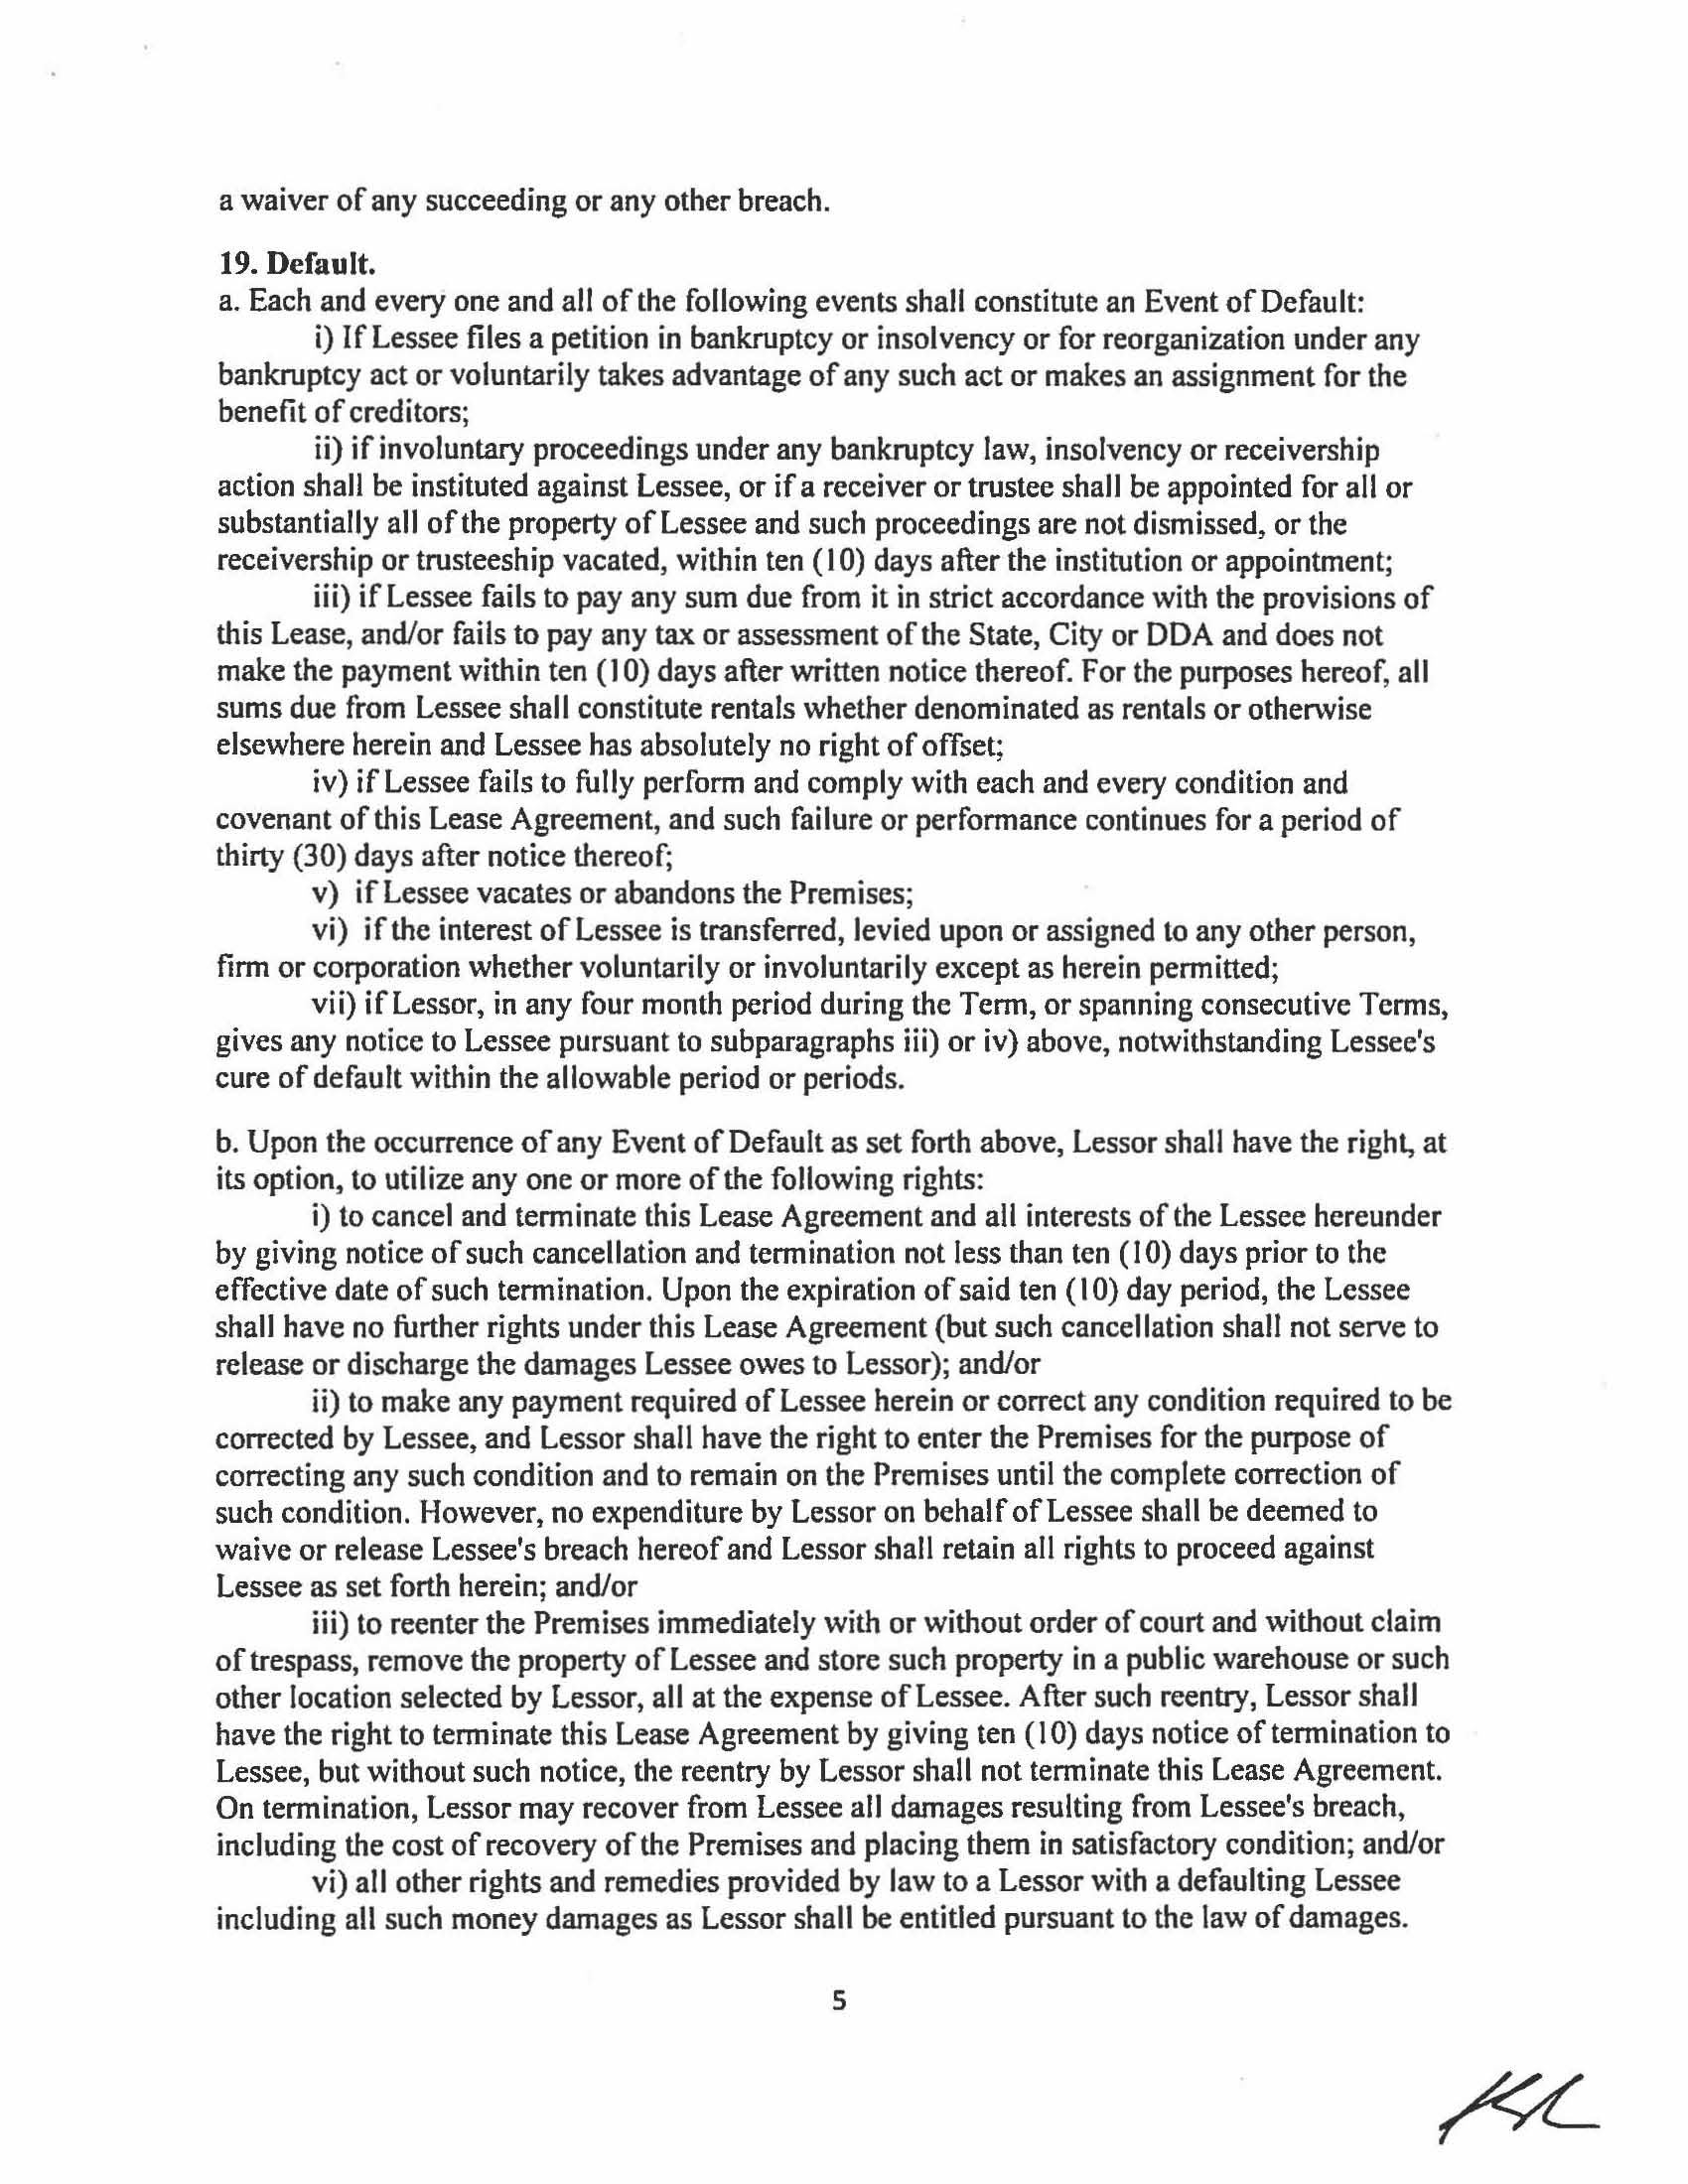 a waiver of any succeeding or any other breach.
19. Default.
a. Each and every one and all of the following events shall constitute an Event of Default:
i) If Lessee files a petition in bankruptcy or insolvency or for reorganization under any
bankruptcy act or voluntarily takes advantage of any such act or makes an assignment for the
benefit of creditors;
ii) if involuntary proceedings under any bankruptcy law, insolvency or receivership
action shall be instituted against Lessee, or if a receiver or trustee shall be appointed for all or
substantially all of the property of Lessee and such proceedings are not dismissed, or the
receivership or trusteeship vacated, within ten (10) days after the institution or appointment;
iii) if Lessee fails to pay any sum due from it in strict accordance with the provisions of
this Lease, and/or fails to pay any tax or assessment of the State, City or DDA and does not
make the payment within ten (10) days after written notice thereof. For the purposes hereof, all
sums due from Lessee shall constitute rentals whether denominated as rentals or otherwise
elsewhere herein and Lessee has absolutely no right of offset;
iv) if Lessee fails to fully perform and comply with each and every condition and
covenant of this Lease Agreement, and such failure or performance continues for a period of
thirty (30) days after notice thereof;
v) if Lessee vacates or abandons the Premises;
vi) if the interest of Lessee is transferred, levied upon or assigned to any other person,
firm or corporation whether voluntarily or involuntarily except as herein permitted;
vii) if Lessor, in any four month period during the Term, or spanning consecutive Terms,
gives any notice to Lessee pursuant to subparagraphs iii) or iv) above, notwithstanding Lessee's
cure of default within the allowable period or periods.
b. Upon the occurrence of any Event of Default as set forth above, Lessor shall have the right, at
its option, to utilize any one or more of the following rights:
i) to cancel and terminate this Lease Agreement and all interests of the Lessee hereunder
by giving notice of such cancellation and termination not less than ten (10) days prior to the
effective date of such termination. Upon the expiration of said ten (10) day period, the Lessee
shall have no further rights under this Lease Agreement (but such cancellation shall not serve to
release or discharge the damages Lessee owes to Lessor); and/or
ii) to make any payment required of Lessee herein or correct any condition required to be
corrected by Lessee, and Lessor shall have the right to enter the Premises for the purpose of
correcting any such condition and to remain on the Premises until the complete correction of
such condition. However, no expenditure by Lessor on behalf of Lessee shall be deemed to
waive or release Lessee's breach hereof and Lessor shall retain all rights to proceed against
Lessee as set forth herein; and/or
iii) to reenter the Premises immediately with or without order of court and without claim
of trespass, remove the property of Lessee and store such property in a public warehouse or such
other location selected by Lessor, all at the expense of Lessee. After such reentry, Lessor shall
have the right to terminate this Lease Agreement by giving ten (10) days notice of termination to
Lessee, but without such notice, the reentry by Lessor shall not terminate this Lease Agreement.
On termination, Lessor may recover from Lessee all damages resulting from Lessee's breach,
including the cost of recovery of the Premises and placing them in satisfactory condition; and/or
vi) all other rights and remedies provided by law to a Lessor with a defaulting Lessee
including all such money damages as Lessor shall be entitled pursuant to the law of damages.
5